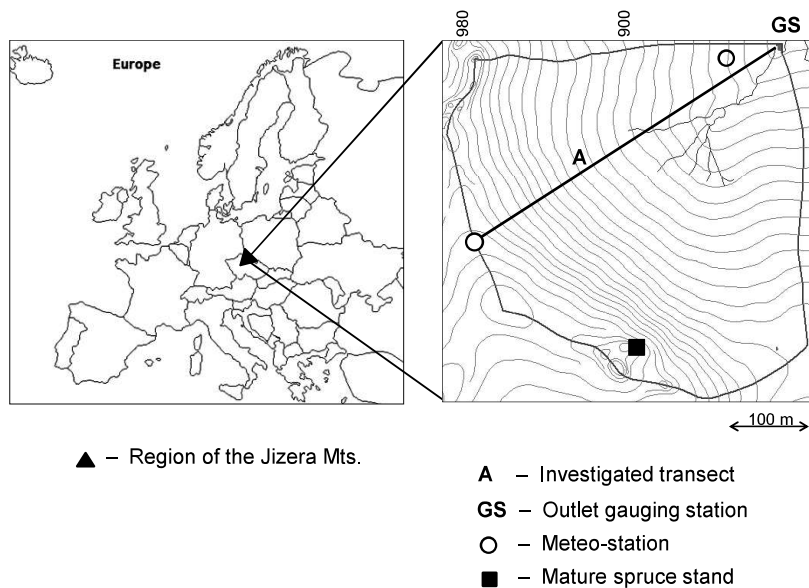 980
900
GS
Europe
A
100 m
– Region of the Jizera Mts.
A – Investigated transect
GS – Outlet gauging station
– Meteo-station
– Mature spruce stand